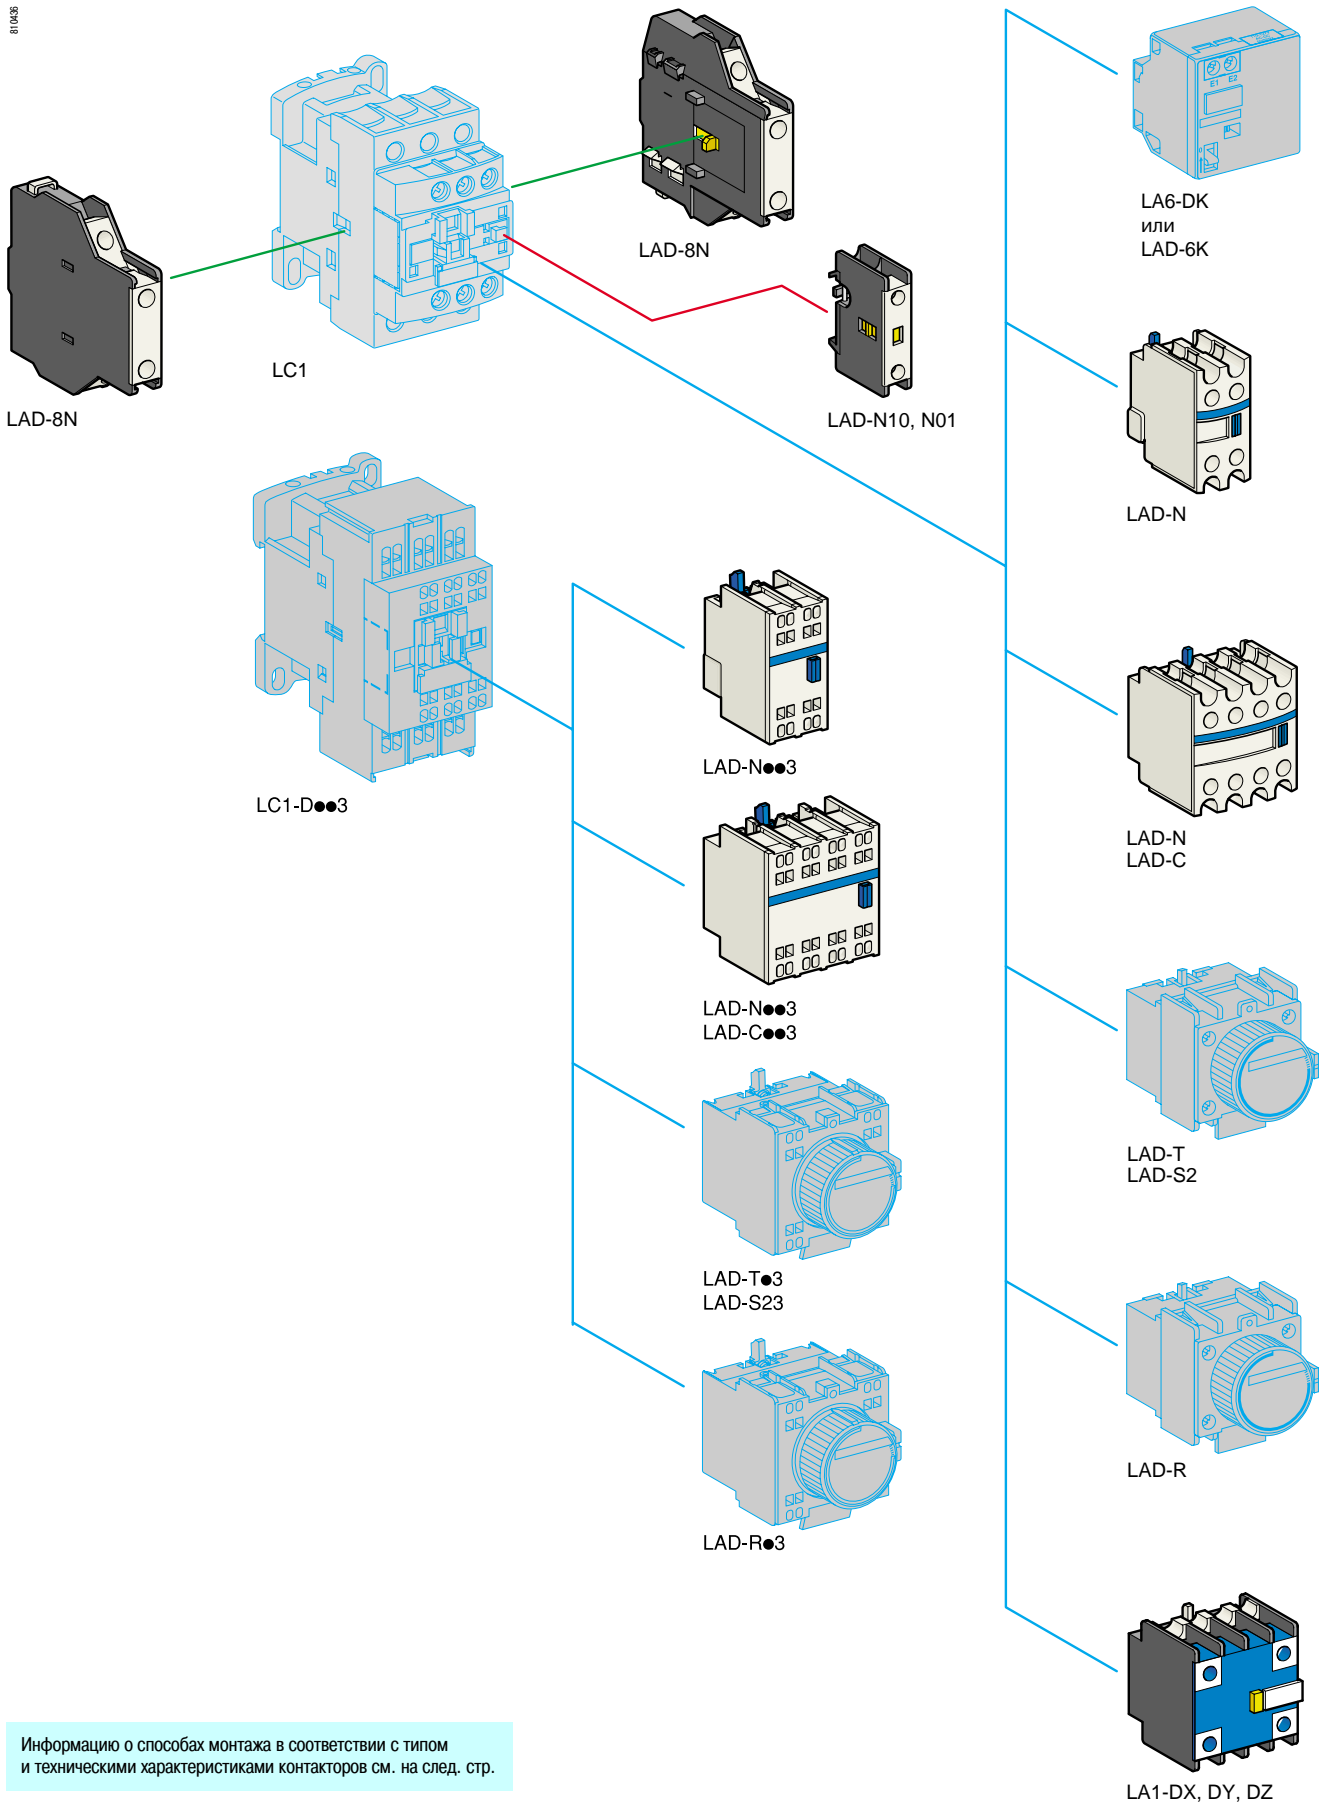 810436
LA6-DK
или
LAD-6K
E1 E2
LAD-8N
LC1
LAD-8N
LAD-N10, N01
LAD-N
LAD-N●●3
LC1-D●●3
LAD-N
LAD-C
LAD-N●●3
LAD-C●●3
LAD-T
LAD-S2
LAD-T●3
LAD-S23
LAD-R
LAD-R●3
Информацию о способах монтажа в соответствии с типом
и техническими характеристиками контакторов см. на след. стр.
LA1-DX, DY, DZ